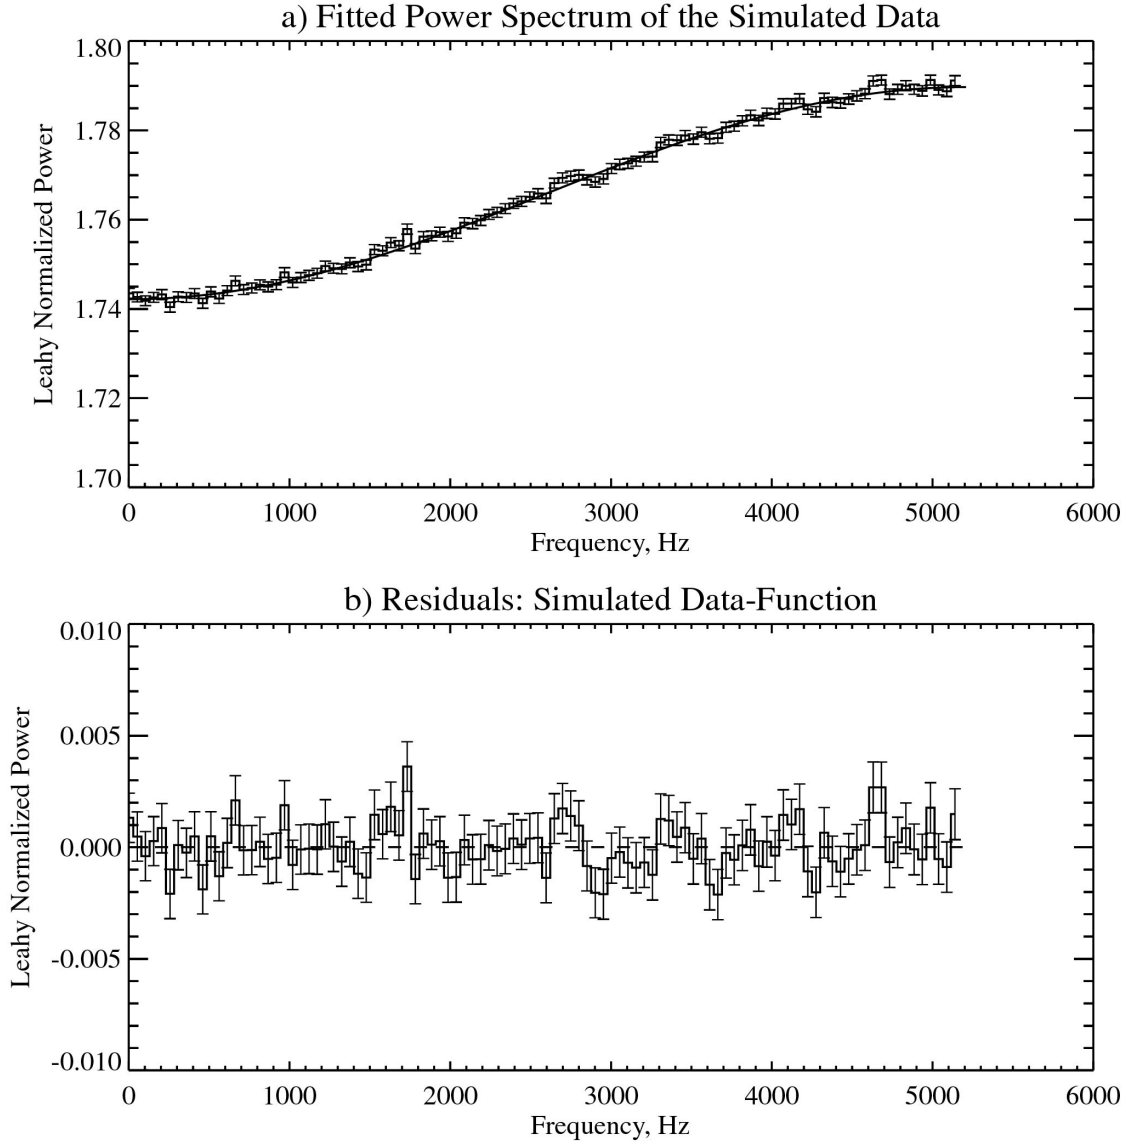 a) Fitted Power Spectrum of the Simulated Data
1.80
1.78
1.76
1.74
1.72
1.70
Leahy Normalized Power
0 1000 2000 3000 4000 5000 6000
Frequency, Hz
b) Residuals: Simulated Data-Function
0.010
0.005
0.000
-0.005
-0.010
Leahy Normalized Power
0 1000 2000 3000 4000 5000 6000
Frequency, Hz